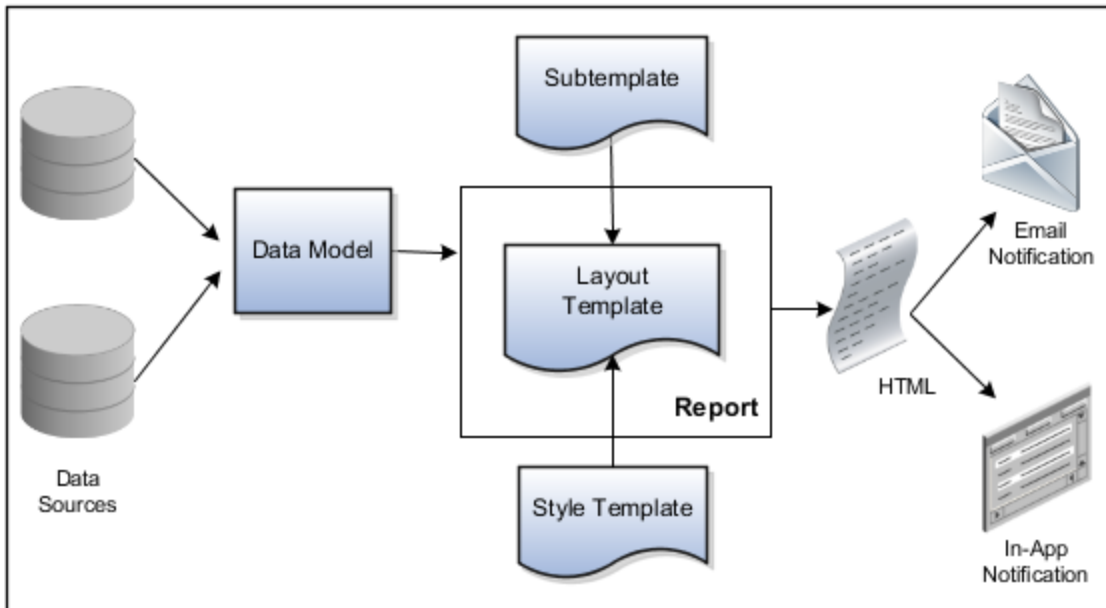 Subtemplate
Data Model
Layout
Template
Report
Style Template
Data
Sources
HTML
Email
Notification
In-App
Notification